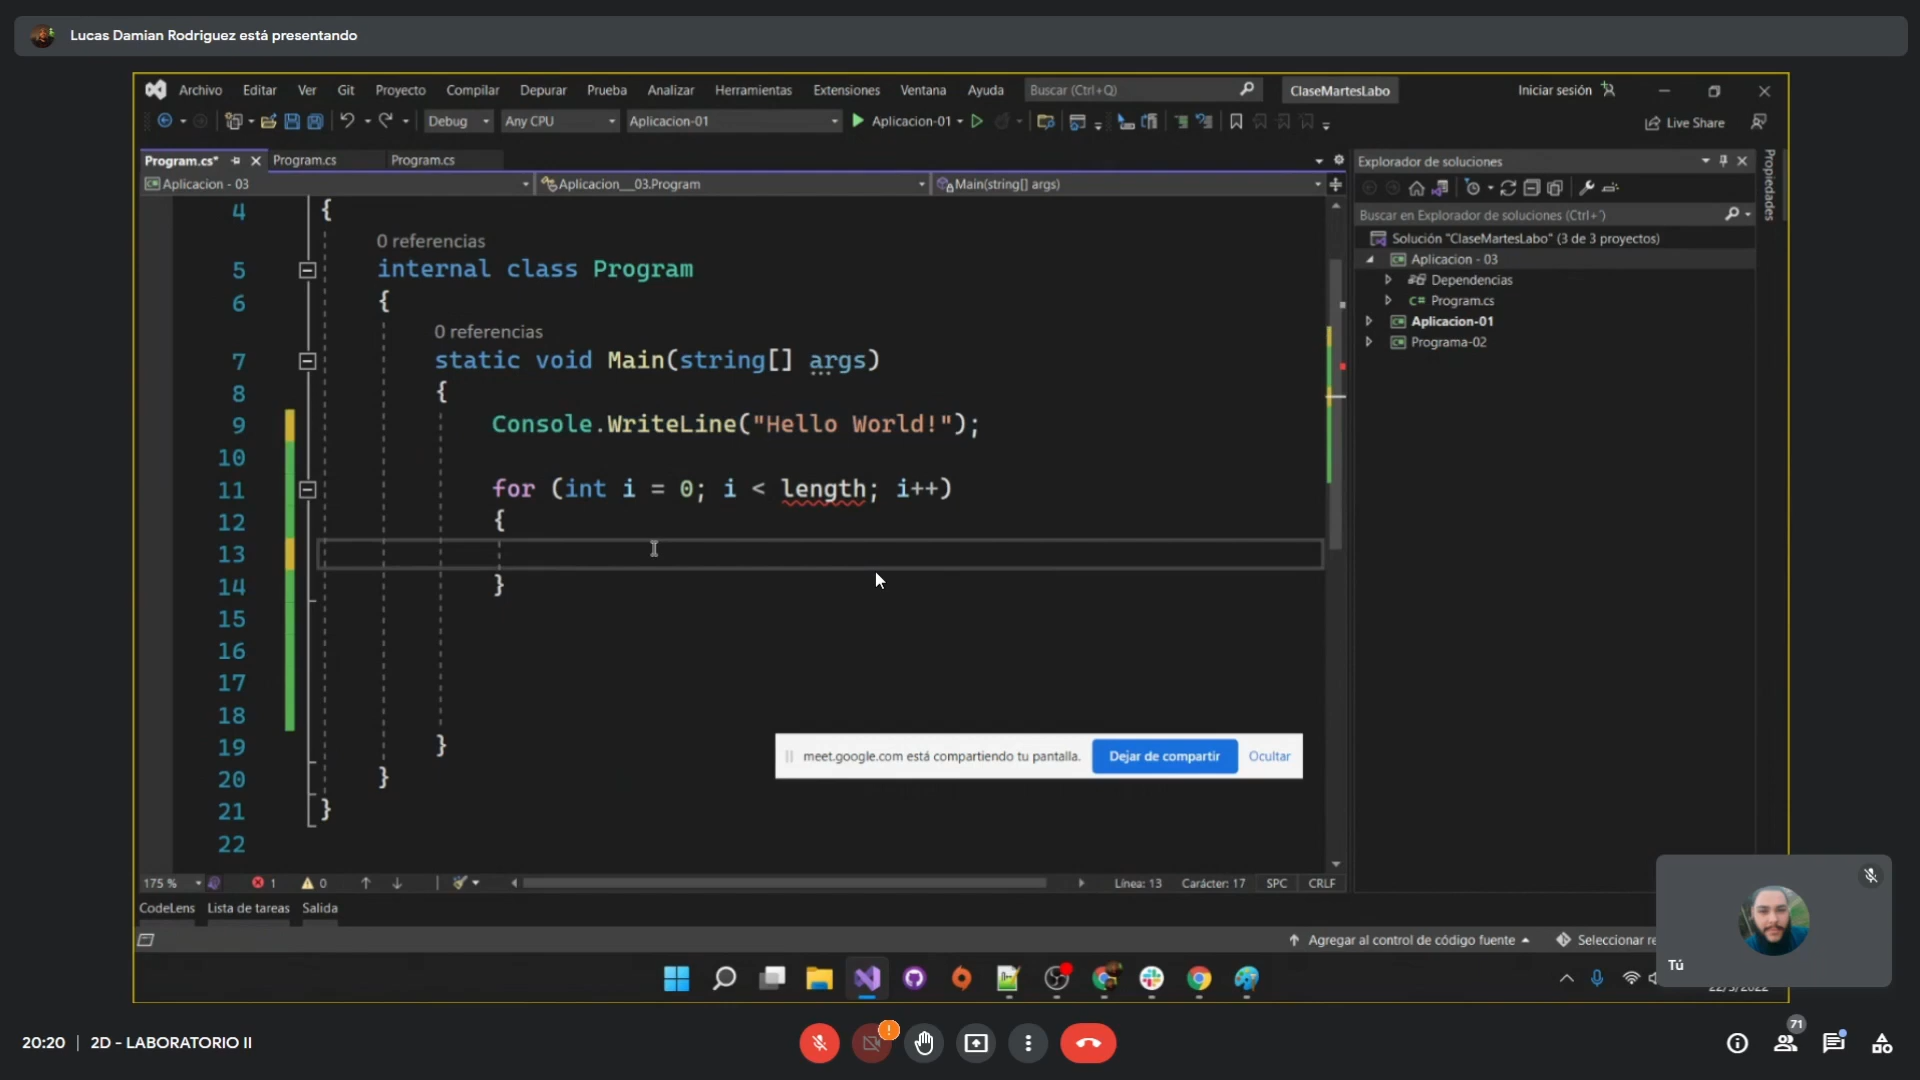 Lucas Damian Rodriguez está presentando
Archivo Editar Ver Git Proyecto Compilar Depurar Prueba Analizar Herramientas Extensiones Ventana Ayuda Buscar (Ctrl+Q) ClaseMartesLabo Iniciar sesión
Debug Any CPU Aplicacion-01 Aplicacion-01 Live Share
Program.cs* Program.cs Program.cs
Aplicacion - 03 Aplicacion__03.Program Main(string[] args)
4 {
0 referencias
5 internal class Program
6 {
0 referencias
7 static void Main(string[] args)
8 {
9 Console.WriteLine("Hello World!");
10
11 for (int i = 0; i < length; i++)
12 {
13
14 }
15
16
17
18
19 }
20 }
21 }
22
meet.google.com está compartiendo tu pantalla. Dejar de compartir Ocultar
175 % 1 0 Línea: 13 Carácter: 17 SPC CRLF
CodeLens Lista de tareas Salida
Explorador de soluciones
Buscar en Explorador de soluciones (Ctrl+´)
Solución "ClaseMartesLabo" (3 de 3 proyectos)
Aplicacion - 03
Dependencias
C# Program.cs
Aplicacion-01
Programa-02
Propiedades
Agregar al control de código fuente Seleccionar re
Tú
22/3/2022
20:20 | 2D - LABORATORIO II
71